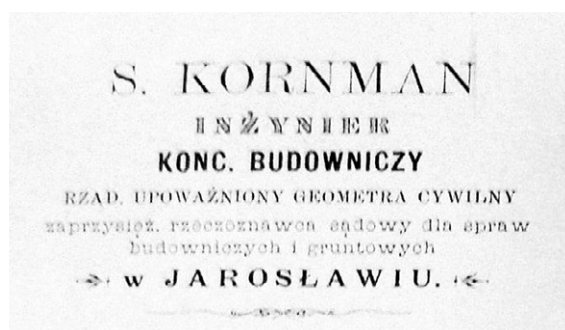 S. KORNMAN
INŻYNIER
KONC. BUDOWNICZY
RZĄD. UPOWAŻNIONY GEOMETRA CYWILNY
zaprzysięż. rzeczoznawca sądowy dla spraw
budowniczych i gruntowych
w JAROSŁAWIU.